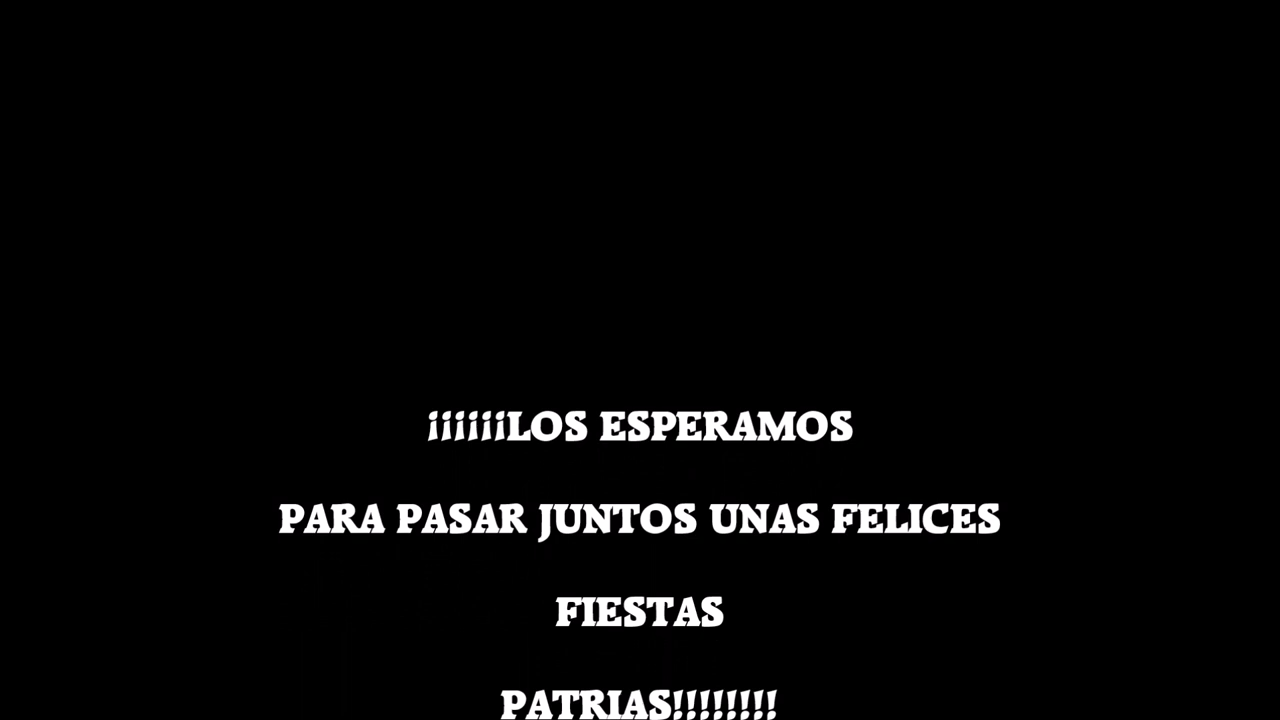 ¡¡¡¡¡¡LOS ESPERAMOS
PARA PASAR JUNTOS UNAS FELICES
FIESTAS
PATRIAS!!!!!!!!